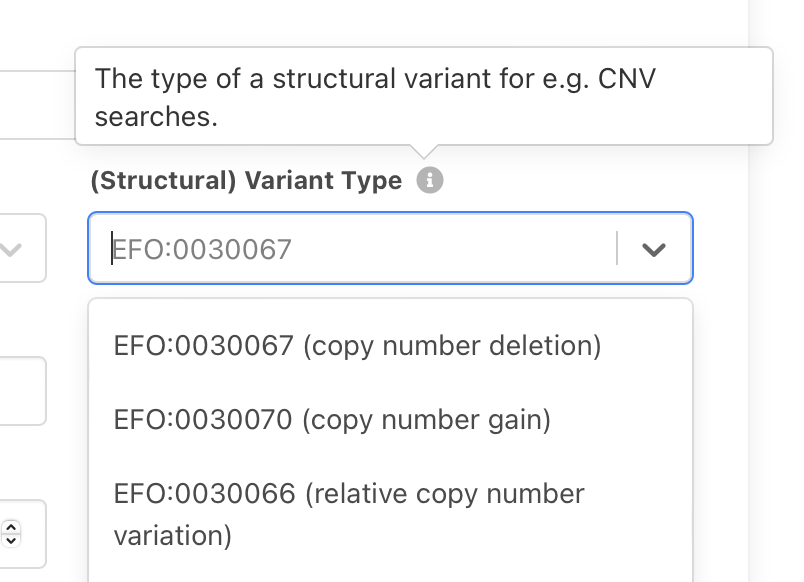 The type of a structural variant for e.g. CNV
searches.
(Structural) Variant Type
EFO:0030067
EFO:0030067 (copy number deletion)
EFO:0030070 (copy number gain)
EFO:0030066 (relative copy number
variation)